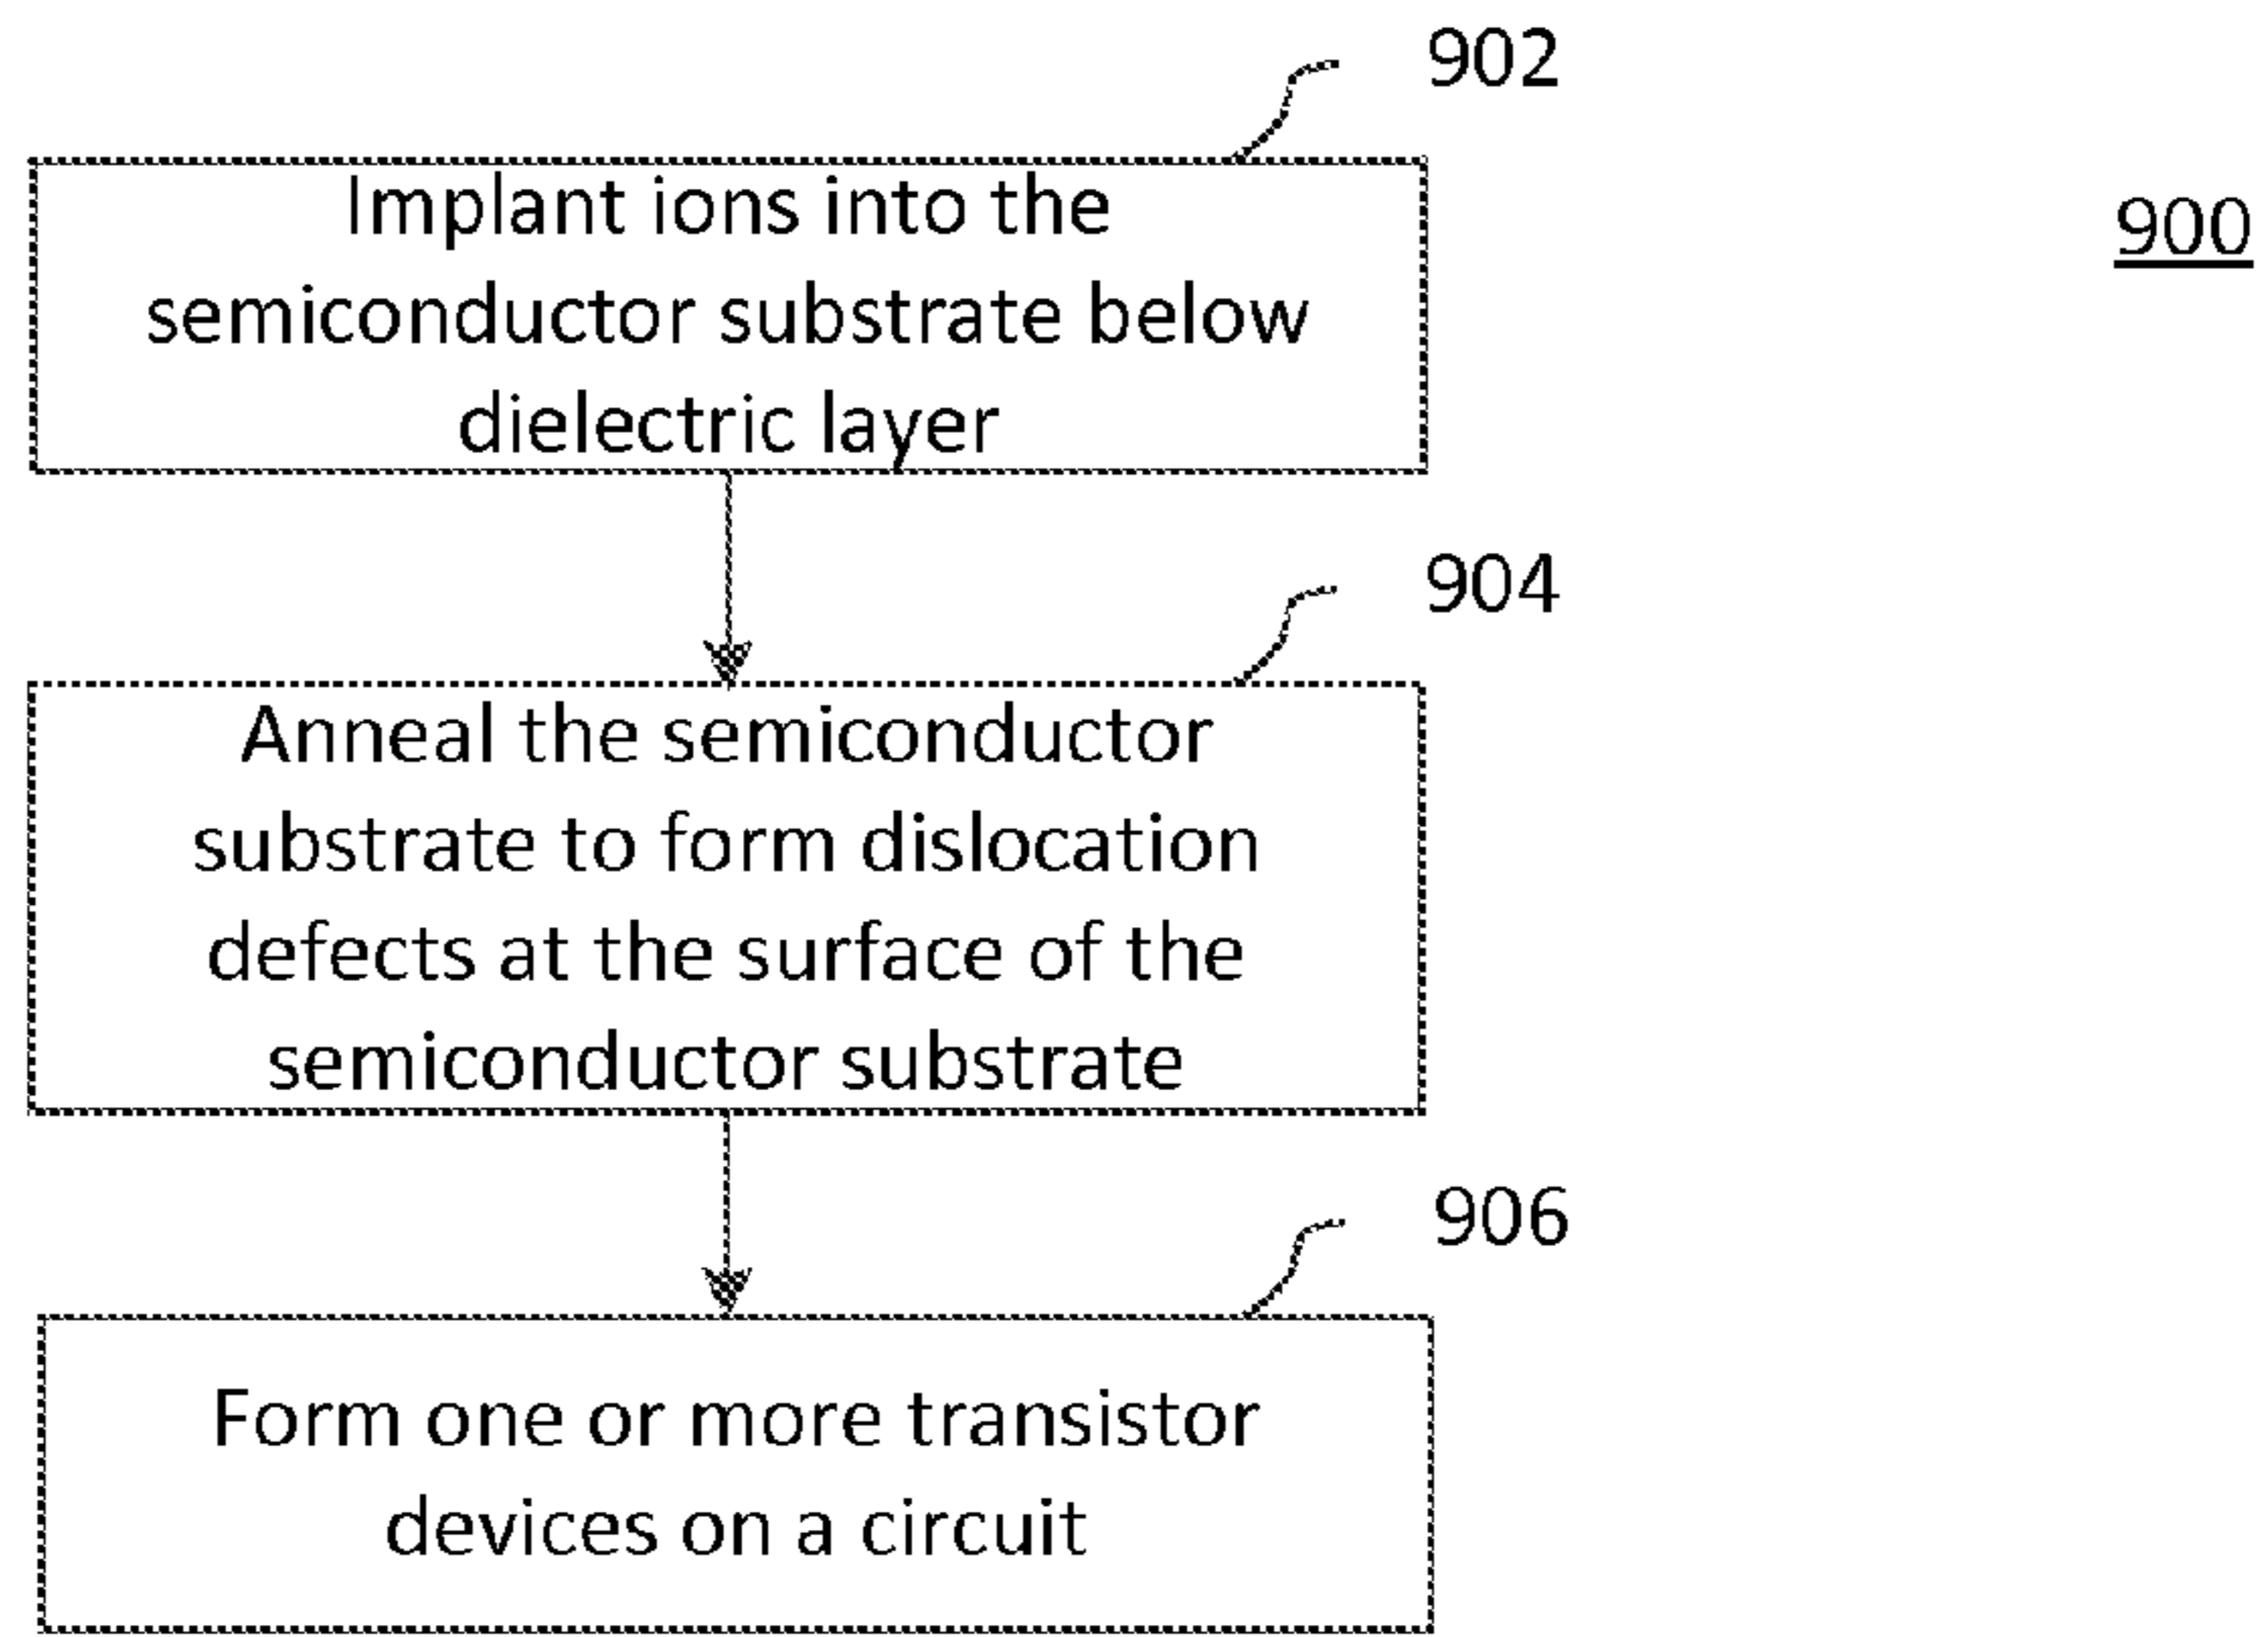 902
Implant ions into the
semiconductor substrate below
dielectric layer
900
904
Anneal the semiconductor
substrate to form dislocation
defects at the surface of the
semiconductor substrate
906
Form one or more transistor
devices on a circuit